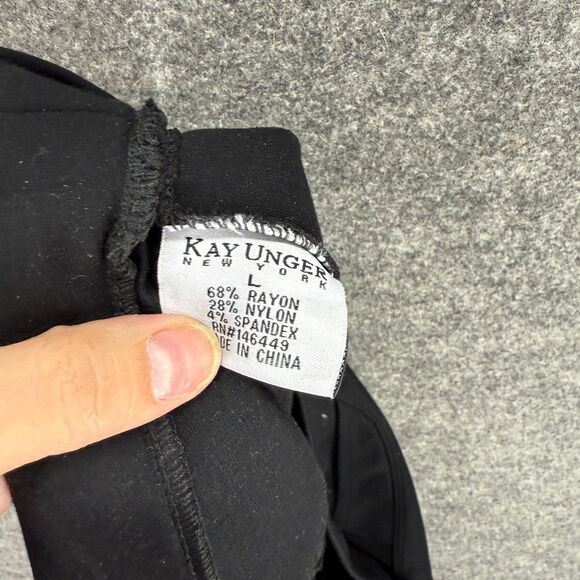 KAY UNGER
NEW YORK
L
68% RAYON
28% NYLON
4% SPANDEX
RN#146449
DE IN CHINA